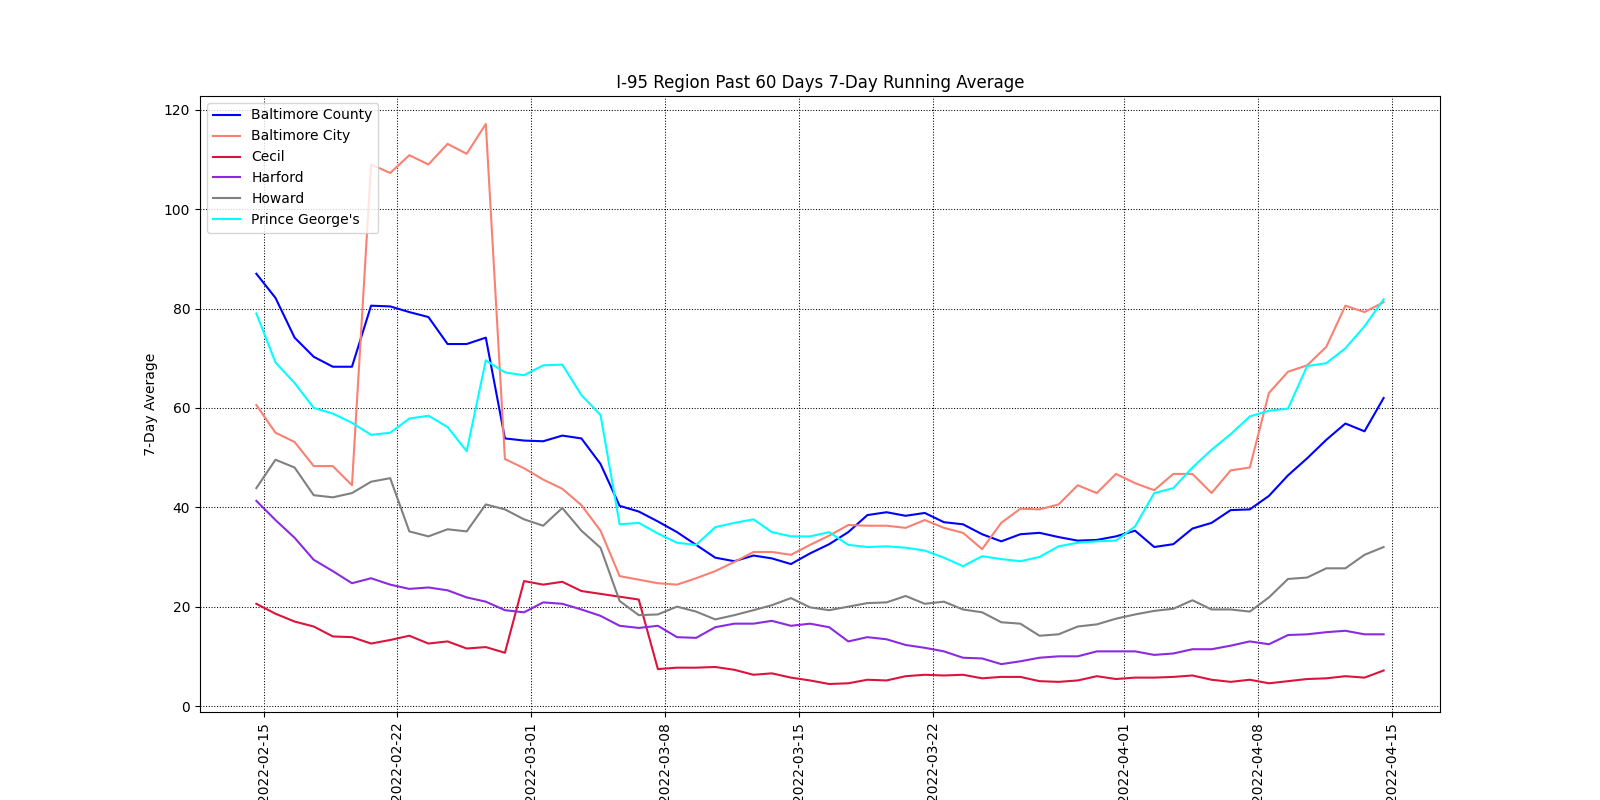 I-95 Region Past 60 Days 7-Day Running Average
Baltimore County
Baltimore City
Cecil
Harford
Howard
Prince George's
7-Day Average
120
100
80
60
40
20
0
2022-02-15
2022-02-22
2022-03-01
2022-03-08
2022-03-15
2022-03-22
2022-04-01
2022-04-08
2022-04-15